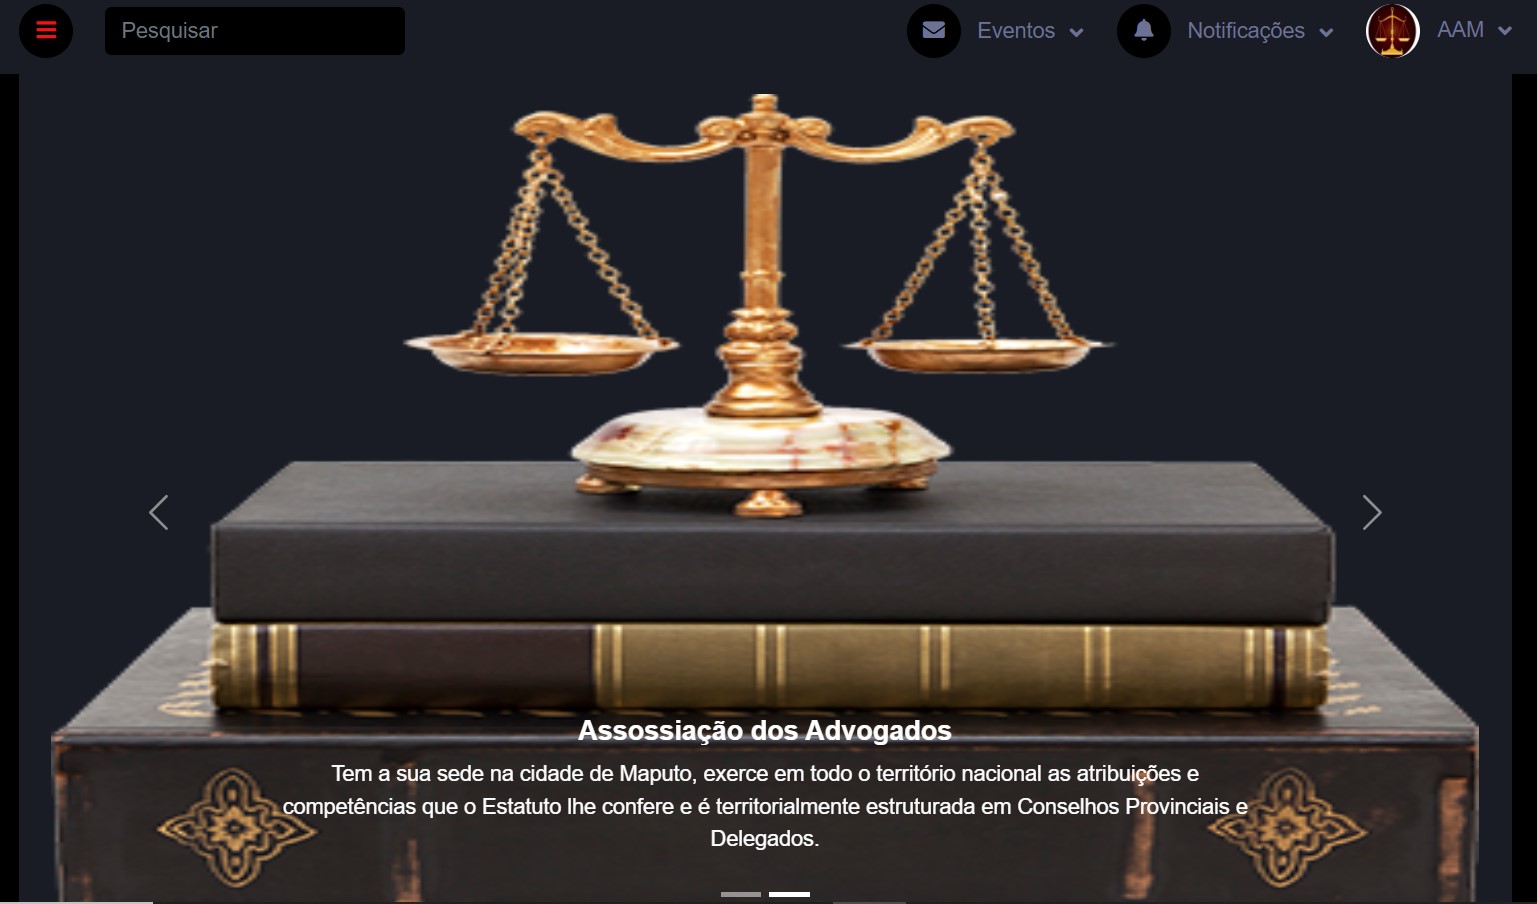 Pesquisar
Eventos
Notificações
AAM
Assossiação dos Advogados
Tem a sua sede na cidade de Maputo, exerce em todo o território nacional as atribuições e
competências que o Estatuto lhe confere e é territorialmente estruturada em Conselhos Provinciais e
Delegados.